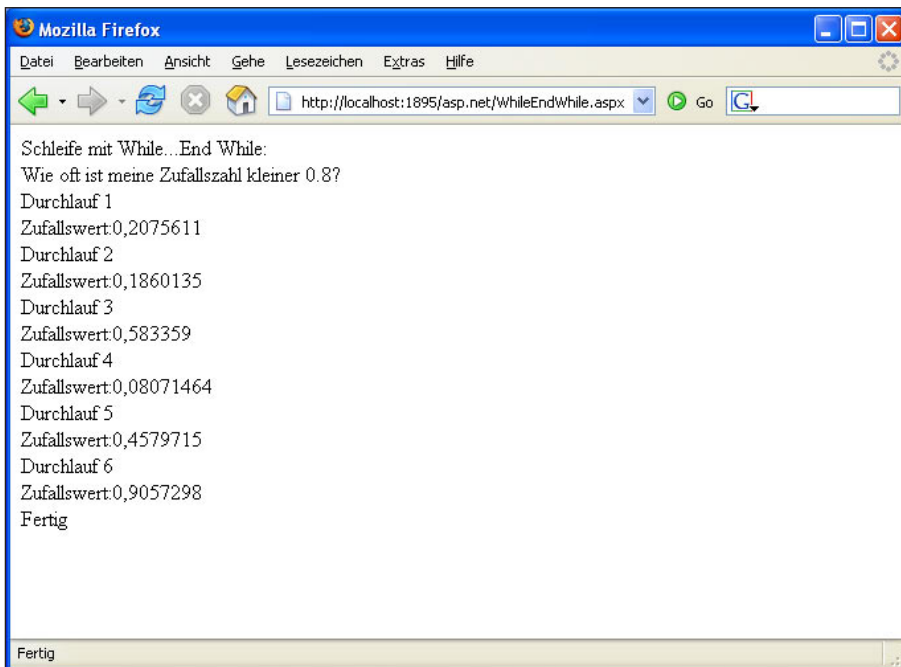 Mozilla Firefox
Datei Bearbeiten Ansicht Gehe Lesezeichen Extras Hilfe
http://localhost:1895/asp.net/WhileEndWhile.aspx Go G
Schleife mit While...End While:
Wie oft ist meine Zufallszahl kleiner 0.8?
Durchlauf 1
Zufallswert:0,2075611
Durchlauf 2
Zufallswert:0,1860135
Durchlauf 3
Zufallswert:0,583359
Durchlauf 4
Zufallswert:0,08071464
Durchlauf 5
Zufallswert:0,4579715
Durchlauf 6
Zufallswert:0,9057298
Fertig
Fertig